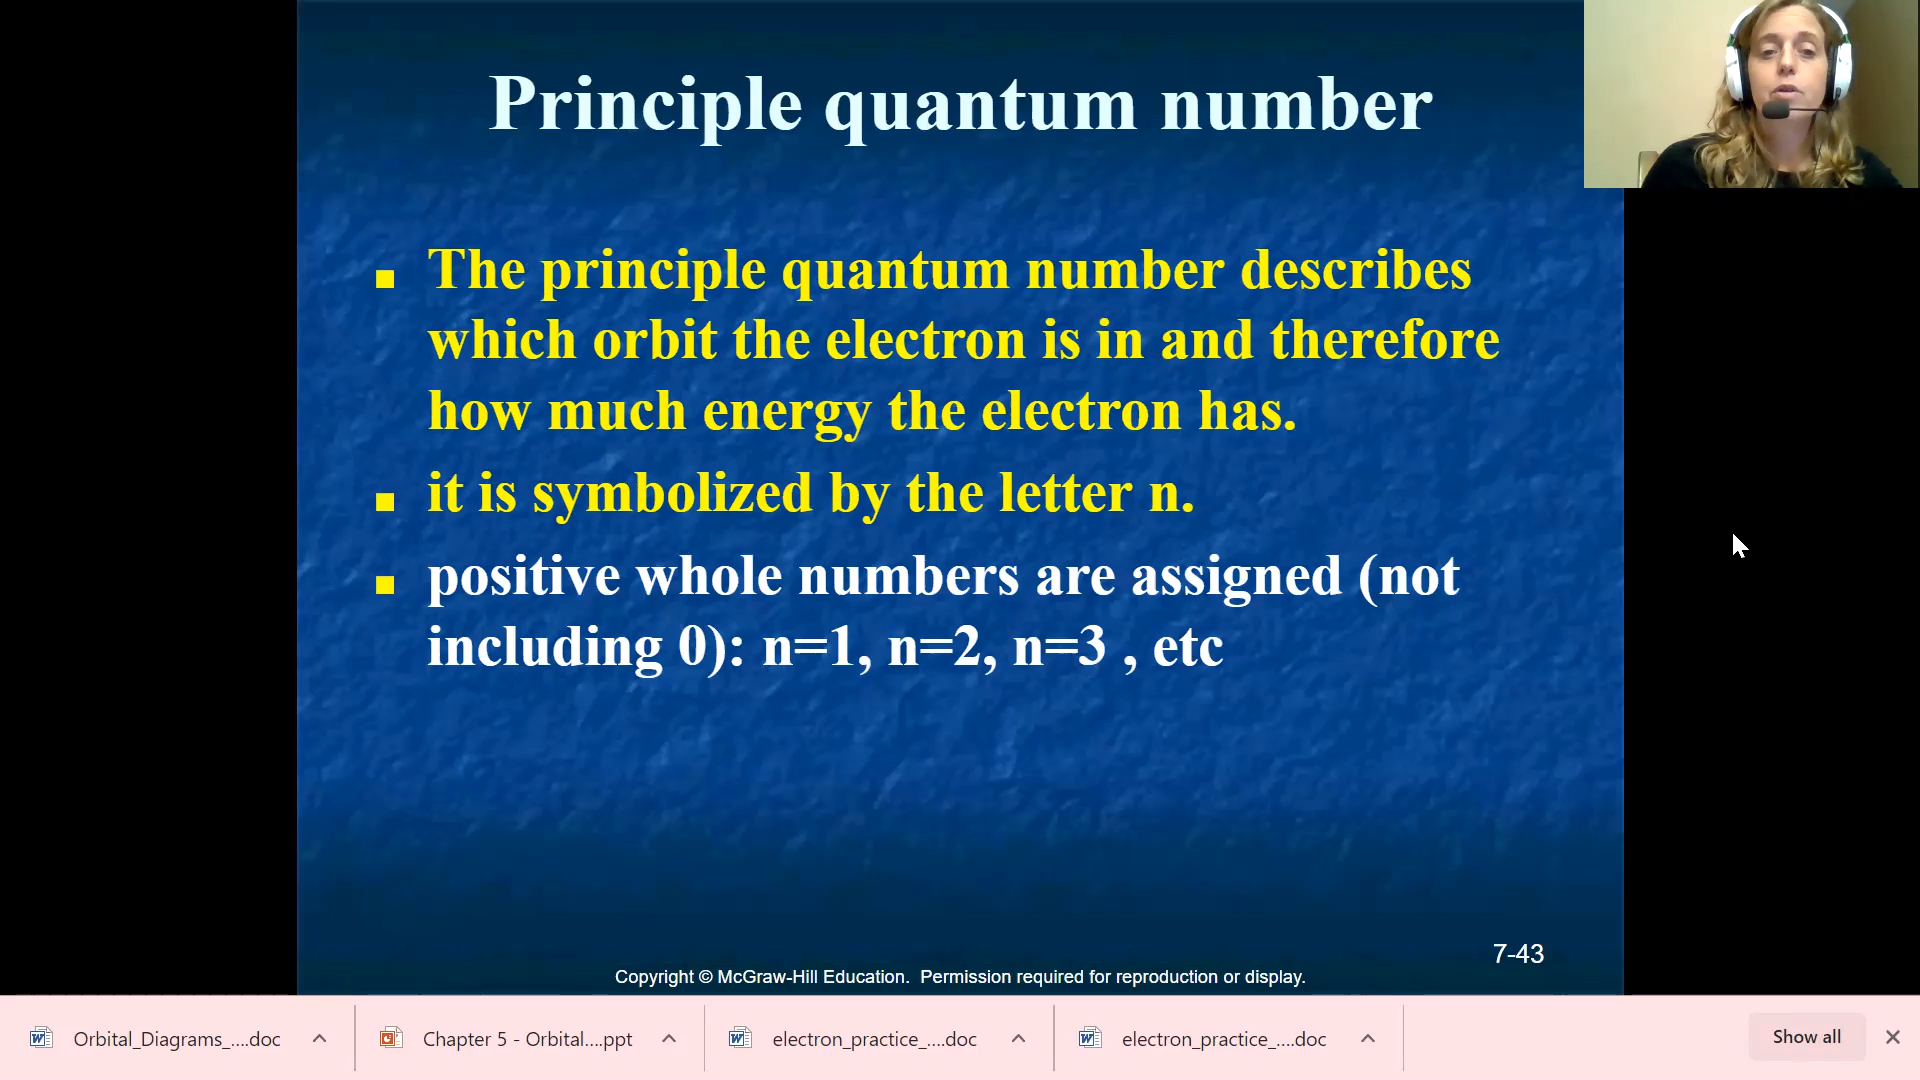 Principle quantum number
The principle quantum number describes
which orbit the electron is in and therefore
how much energy the electron has.
it is symbolized by the letter n.
positive whole numbers are assigned (not
including 0): n=1, n=2, n=3 , etc
7-43
Copyright © McGraw-Hill Education.  Permission required for reproduction or display.
Orbital_Diagrams_....doc
Chapter 5 - Orbital....ppt
electron_practice_....doc
electron_practice_....doc
Show all